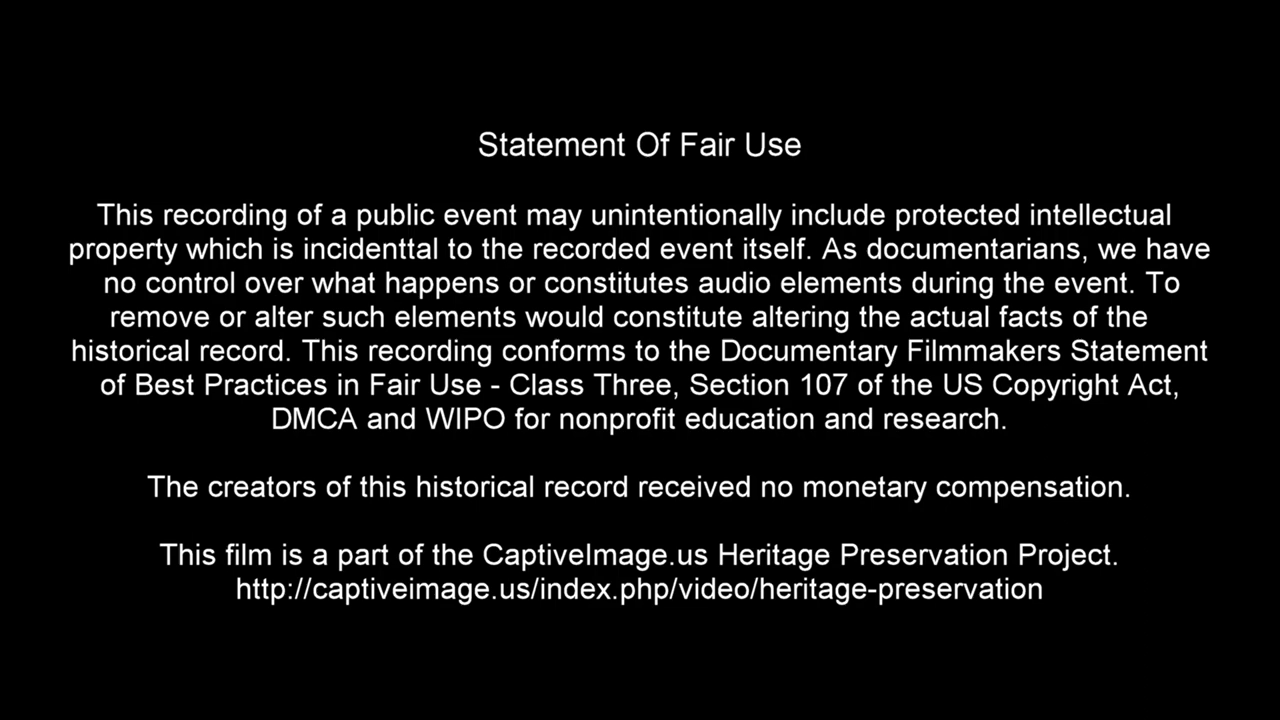 Statement Of Fair Use
This recording of a public event may unintentionally include protected intellectual
property which is incidenttal to the recorded event itself. As documentarians, we have
no control over what happens or constitutes audio elements during the event. To
remove or alter such elements would constitute altering the actual facts of the
historical record. This recording conforms to the Documentary Filmmakers Statement
of Best Practices in Fair Use - Class Three, Section 107 of the US Copyright Act,
DMCA and WIPO for nonprofit education and research.
The creators of this historical record received no monetary compensation.
This film is a part of the CaptiveImage.us Heritage Preservation Project.
http://captiveimage.us/index.php/video/heritage-preservation